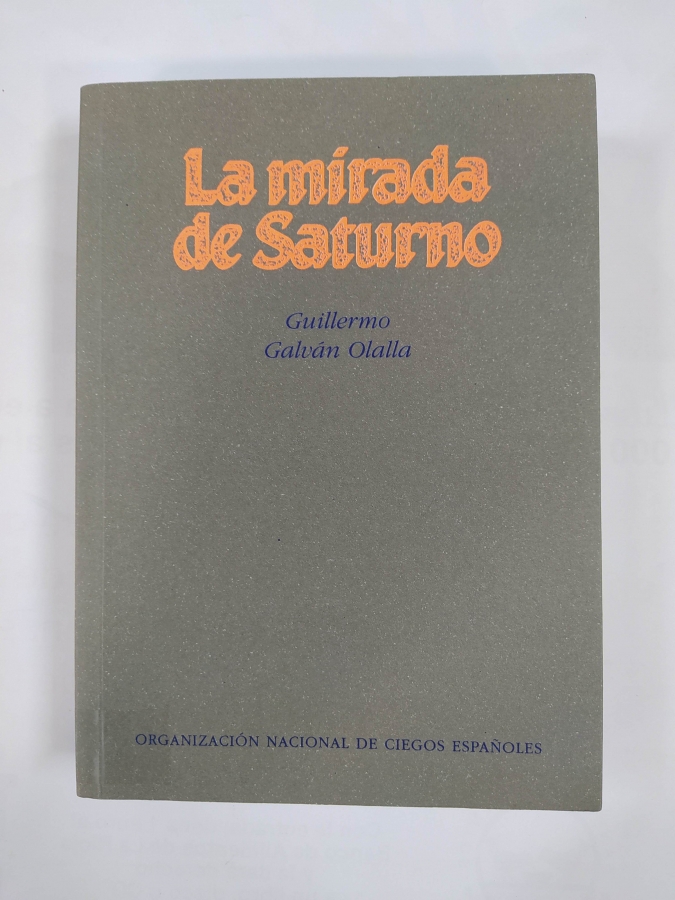 La mirada
de Saturno
Guillermo
Galván Olalla
ORGANIZACIÓN NACIONAL DE CIEGOS ESPAÑOLES